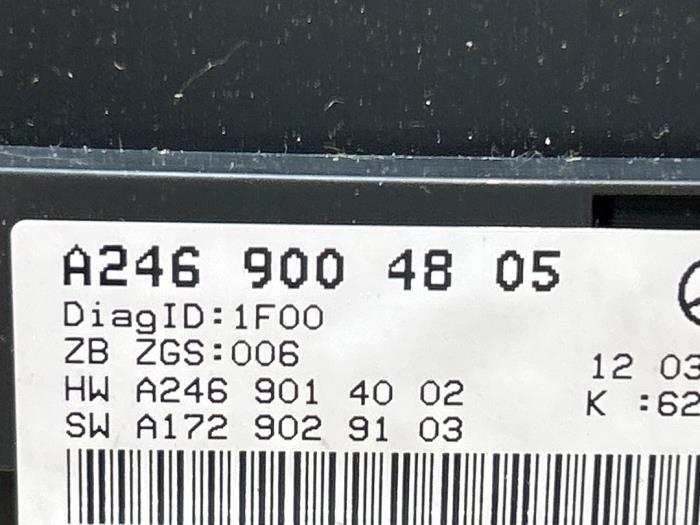 A246 900 48 05
DiagID:1F00
ZB ZGS:006
12 03
HW A246 901 40 02
K :62
SW A172 902 91 03